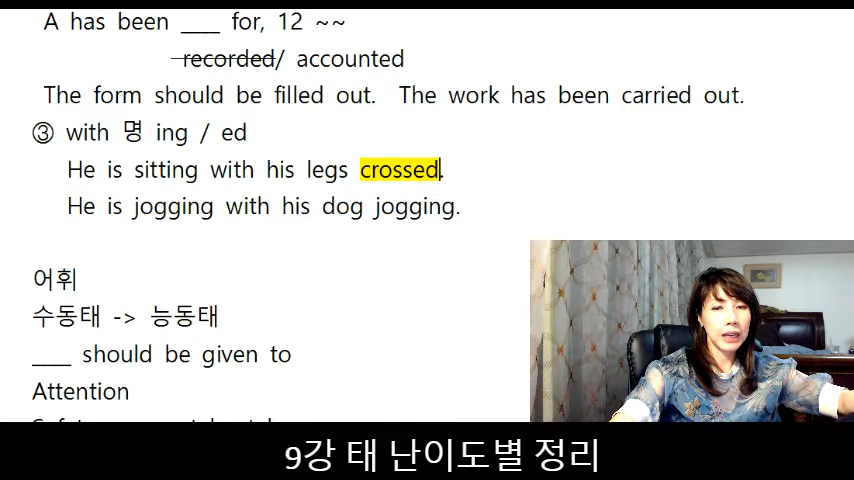 A has been ____ for, 12 ~~
recorded/ accounted
The form should be filled out. The work has been carried out.
③ with 명 ing / ed
He is sitting with his legs crossed.
He is jogging with his dog jogging.
어휘
수동태 -> 능동태
____ should be given to
Attention
9강 태 난이도별 정리